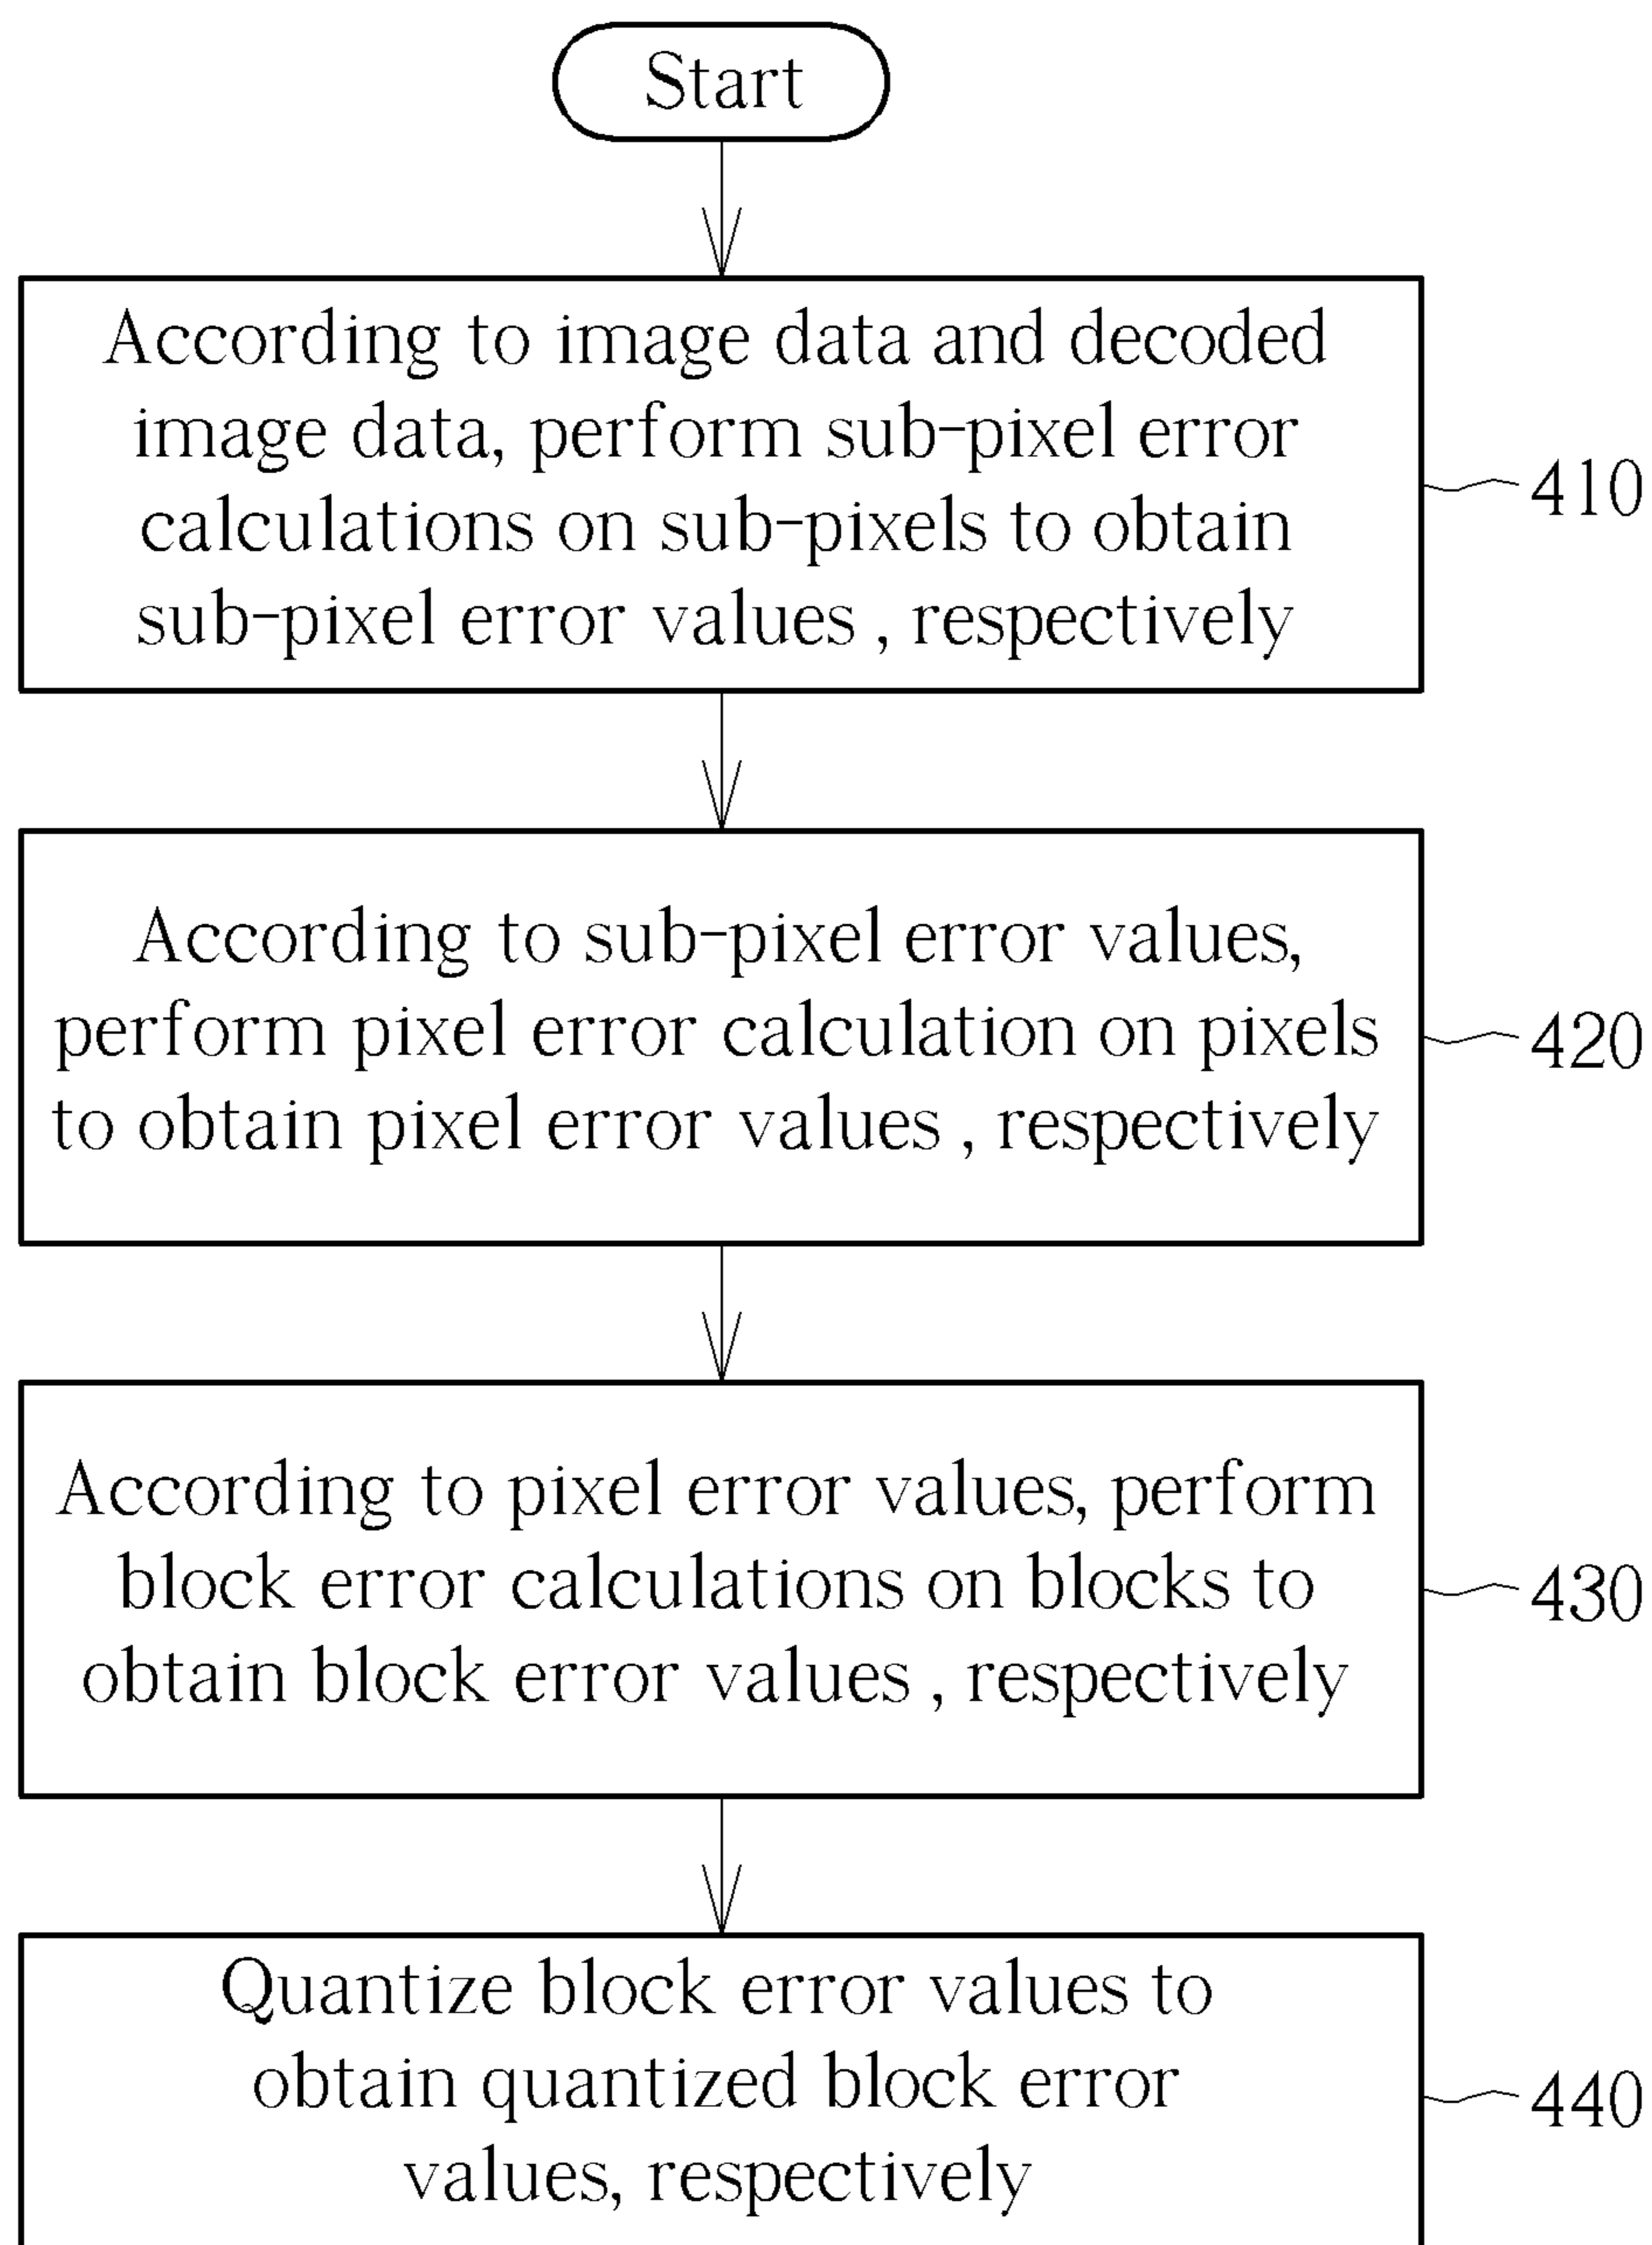 Start
According to image data and decoded
image data, perform sub-pixel error
calculations on sub-pixels to obtain
sub-pixel error values , respectively
410
According to sub-pixel error values,
perform pixel error calculation on pixels
to obtain pixel error values , respectively
420
According to pixel error values, perform
block error calculations on blocks to
obtain block error values , respectively
430
Quantize block error values to
obtain quantized block error
values, respectively
440